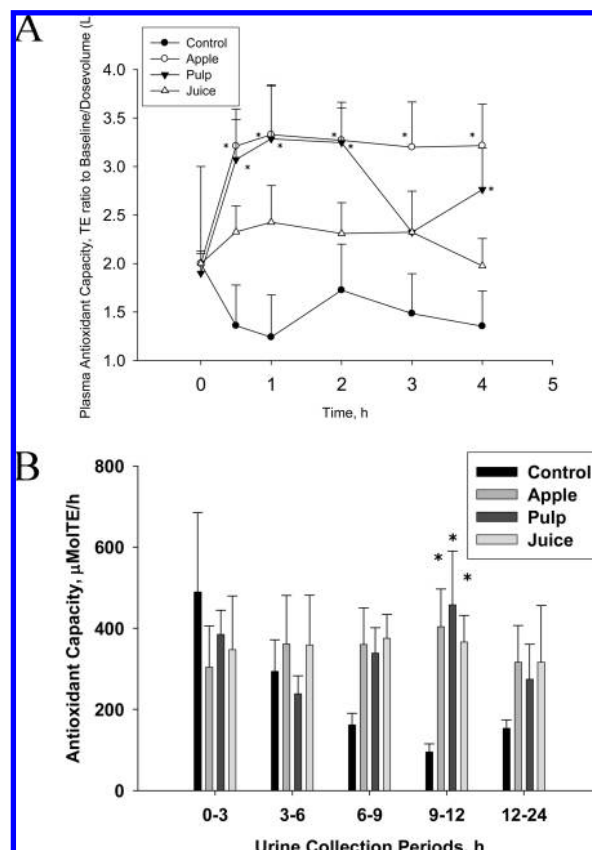 A
Plasma Antioxidant Capacity, TE ratio to Baseline/Dosevolume (L
Control
Apple
Pulp
Juice
4.0
3.5
3.0
2.5
2.0
1.5
1.0
* * * * *
* * *
*
0 1 2 3 4 5
Time, h
B
Antioxidant Capacity, µMolTE/h
800
600
400
200
0
Control
Apple
Pulp
Juice
* * *
0-3 3-6 6-9 9-12 12-24
Urine Collection Periods, h